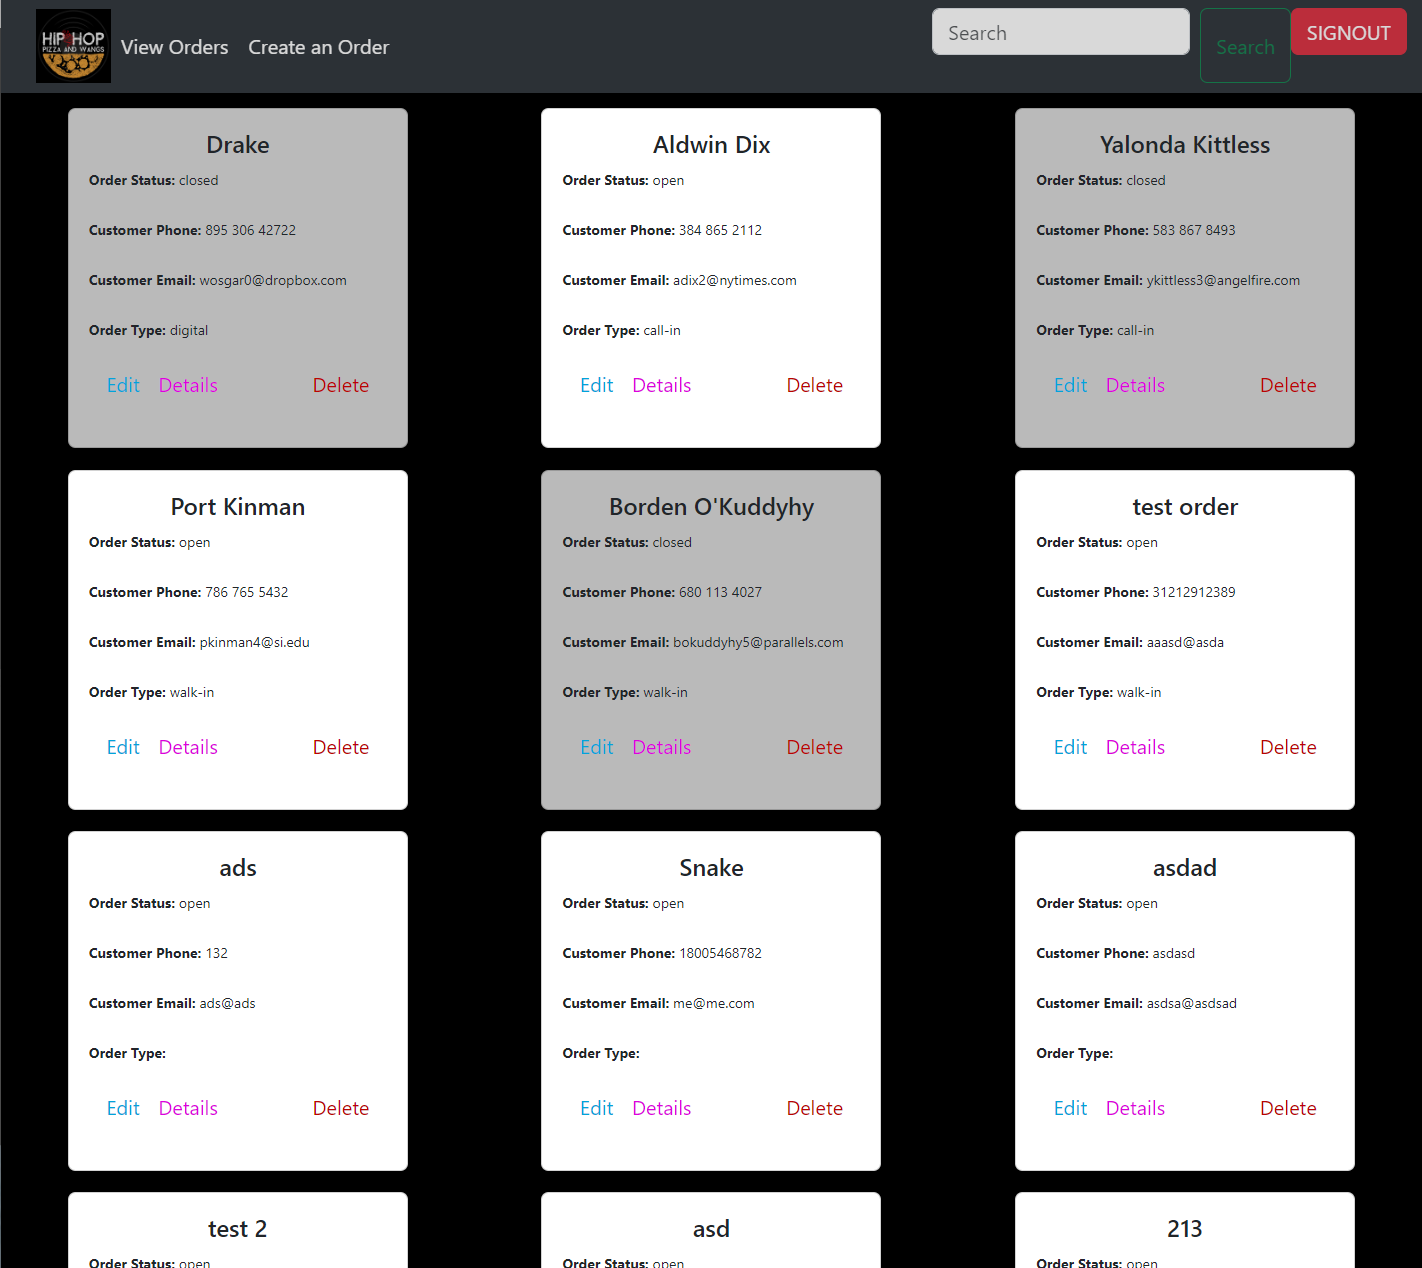 HIP HOP
PIZZA AND WANGS
View Orders Create an Order
Search
Search
SIGNOUT
Drake
Order Status: closed
Customer Phone: 895 306 42722
Customer Email: wosgar0@dropbox.com
Order Type: digital
Edit Details Delete
Aldwin Dix
Order Status: open
Customer Phone: 384 865 2112
Customer Email: adix2@nytimes.com
Order Type: call-in
Edit Details Delete
Yalonda Kittless
Order Status: closed
Customer Phone: 583 867 8493
Customer Email: ykittless3@angelfire.com
Order Type: call-in
Edit Details Delete
Port Kinman
Order Status: open
Customer Phone: 786 765 5432
Customer Email: pkinman4@si.edu
Order Type: walk-in
Edit Details Delete
Borden O'Kuddyhy
Order Status: closed
Customer Phone: 680 113 4027
Customer Email: bokuddyhy5@parallels.com
Order Type: walk-in
Edit Details Delete
test order
Order Status: open
Customer Phone: 31212912389
Customer Email: aaasd@asda
Order Type: walk-in
Edit Details Delete
ads
Order Status: open
Customer Phone: 132
Customer Email: ads@ads
Order Type:
Edit Details Delete
Snake
Order Status: open
Customer Phone: 18005468782
Customer Email: me@me.com
Order Type:
Edit Details Delete
asdad
Order Status: open
Customer Phone: asdasd
Customer Email: asdsa@asdsad
Order Type:
Edit Details Delete
test 2
Order Status: open
asd
Order Status: open
213
Order Status: open